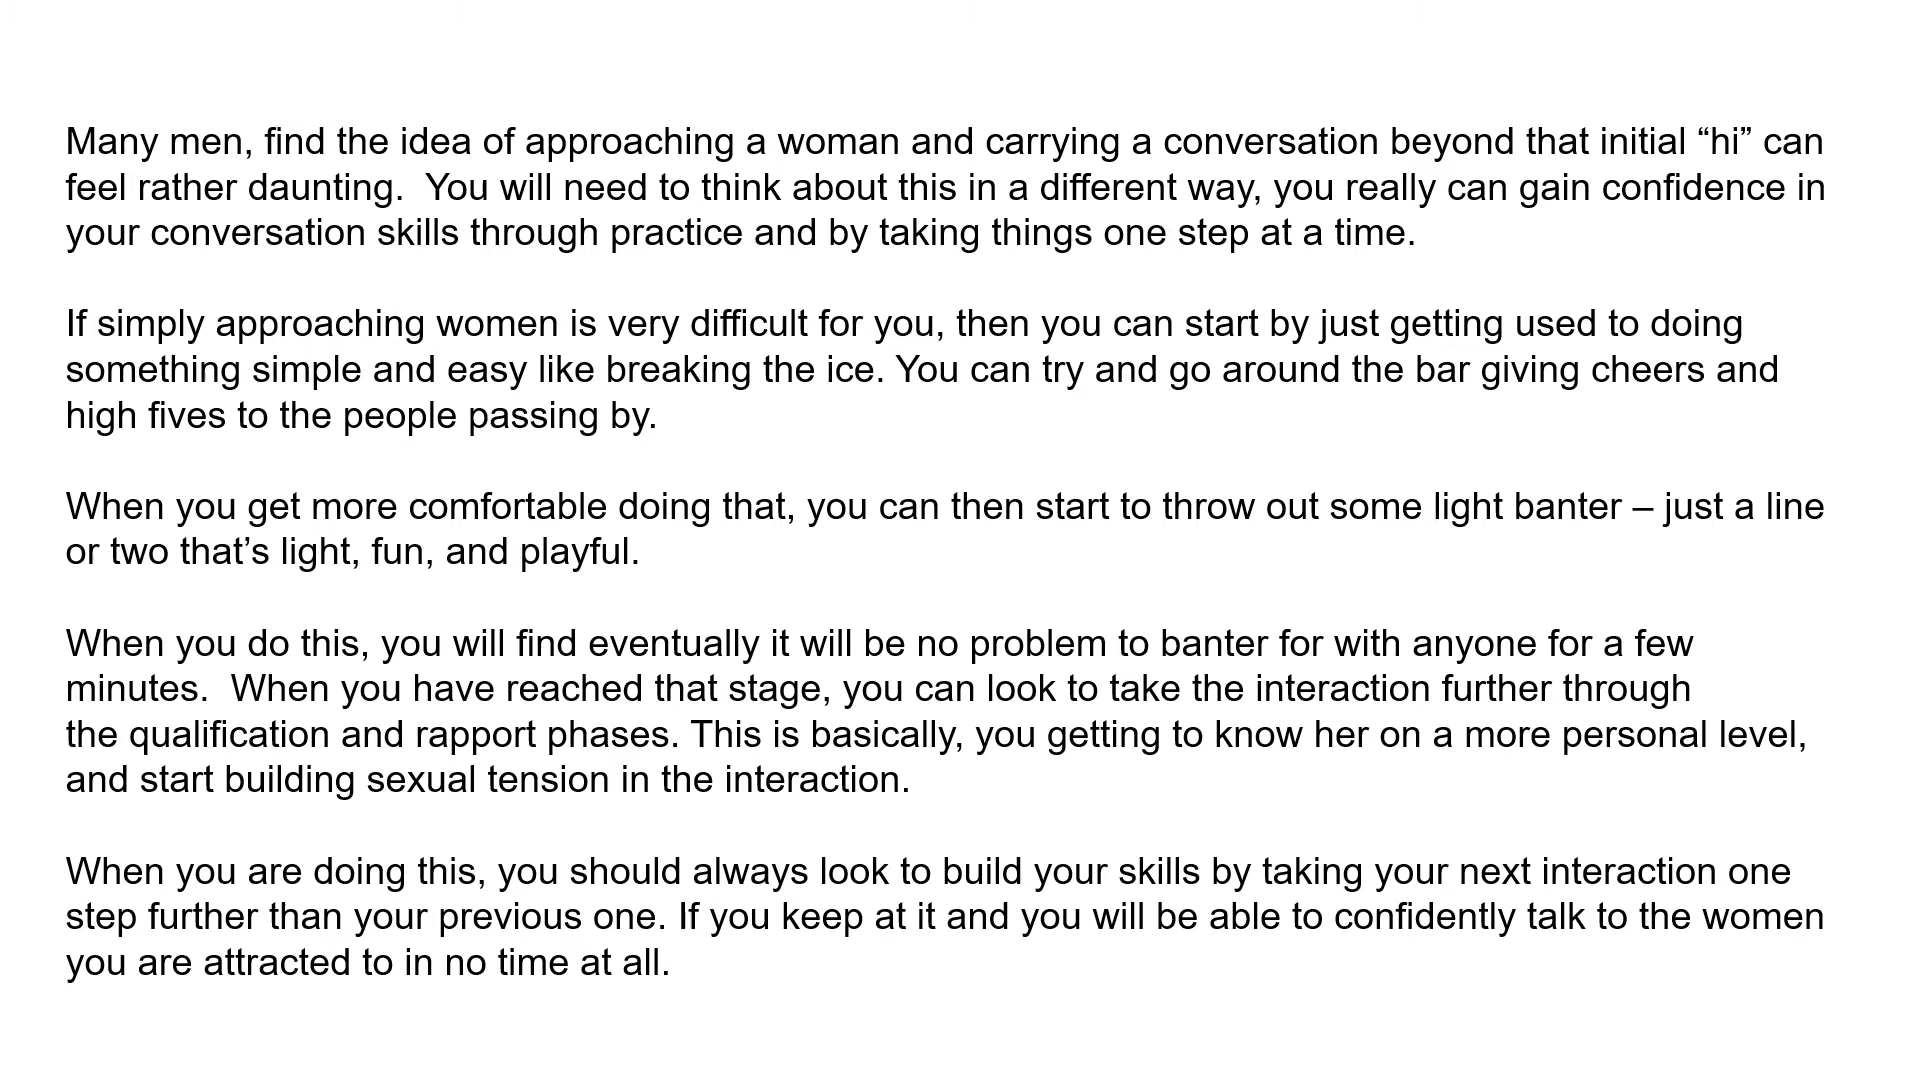 Many men, find the idea of approaching a woman and carrying a conversation beyond that initial “hi” can
feel rather daunting.  You will need to think about this in a different way, you really can gain confidence in
your conversation skills through practice and by taking things one step at a time.
If simply approaching women is very difficult for you, then you can start by just getting used to doing
something simple and easy like breaking the ice. You can try and go around the bar giving cheers and
high fives to the people passing by.
When you get more comfortable doing that, you can then start to throw out some light banter – just a line
or two that’s light, fun, and playful.
When you do this, you will find eventually it will be no problem to banter for with anyone for a few
minutes.  When you have reached that stage, you can look to take the interaction further through
the qualification and rapport phases. This is basically, you getting to know her on a more personal level,
and start building sexual tension in the interaction.
When you are doing this, you should always look to build your skills by taking your next interaction one
step further than your previous one. If you keep at it and you will be able to confidently talk to the women
you are attracted to in no time at all.